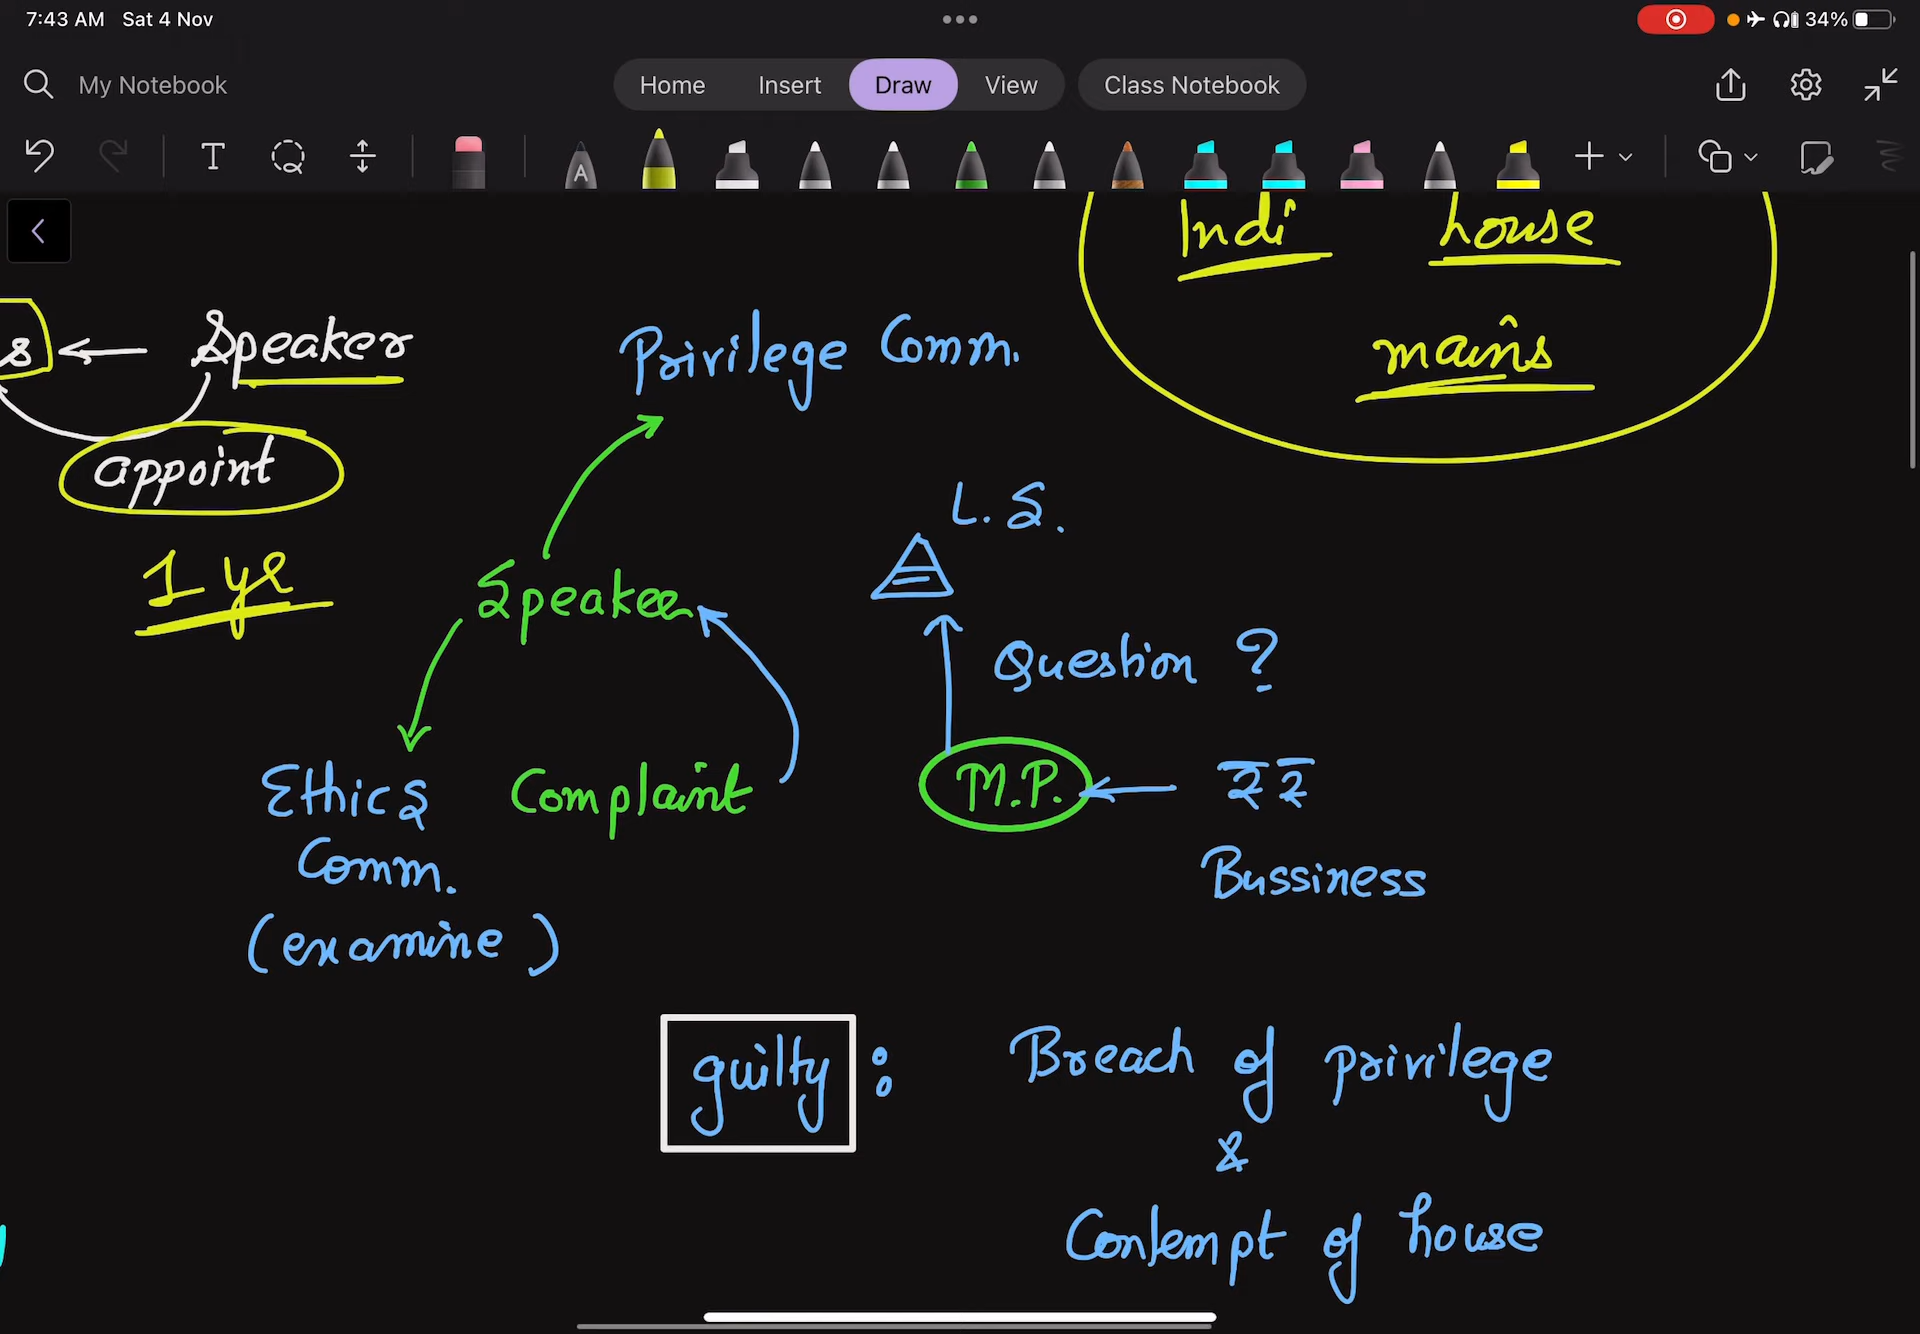 7:43 AM Sat 4 Nov
34%
My Notebook
Home Insert Draw View Class Notebook
T A
Indi house
mains
s ← Speaker
appoint
1 yr
Privilege Comm.
L.S.
Speaker
Question ?
Ethics Complaint
Comm.
(examine)
M.P.
Bussiness
guilty : Breach of privilege
&
Contempt of house